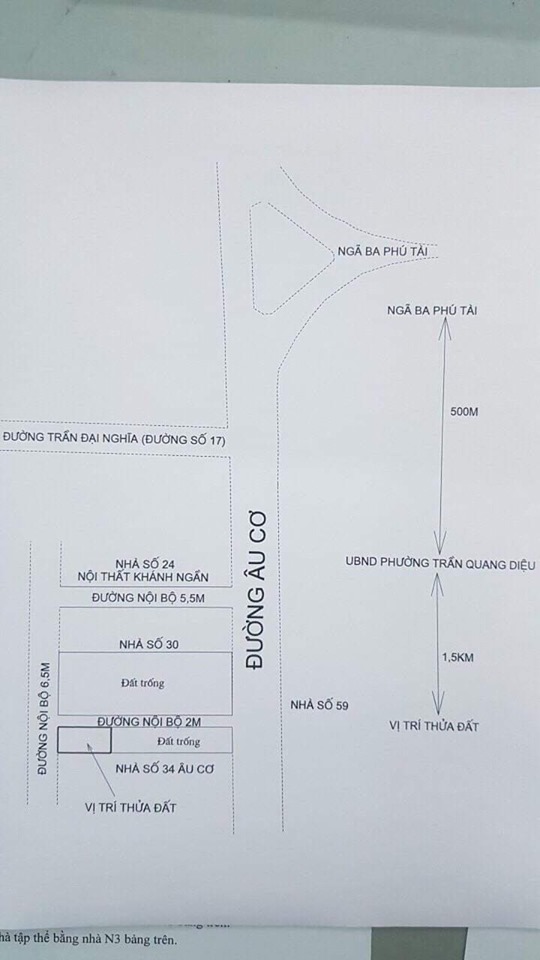 NGÃ BA PHÚ TÀI
NGÃ BA PHÚ TÀI
500M
ĐƯỜNG TRẦN ĐẠI NGHĨA (ĐƯỜNG SỐ 17)
ĐƯỜNG ÂU CƠ
NHÀ SỐ 24
NỘI THẤT KHÁNH NGÂN
UBND PHƯỜNG TRẦN QUANG DIỆU
ĐƯỜNG NỘI BỘ 5,5M
NHÀ SỐ 30
1,5KM
ĐƯỜNG NỘI BỘ 6,5M
Đất trống
NHÀ SỐ 59
ĐƯỜNG NỘI BỘ 2M
VỊ TRÍ THỬA ĐẤT
Đất trống
NHÀ SỐ 34 ÂU CƠ
VỊ TRÍ THỬA ĐẤT
hà tập thể bằng nhà N3 bảng trên.